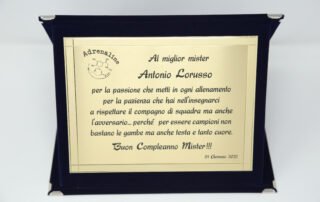 Adrenaline
Al miglior mister
Antonio Lorusso
per la passione che metti in ogni allenamento
per la pazienza che hai nell'insegnarci
a rispettare il compagno di squadra ma anche
l'avversario... perché per essere campioni non
bastano le gambe ma anche testa e tanto cuore.
Buon Compleanno Mister!!!
Gennaio